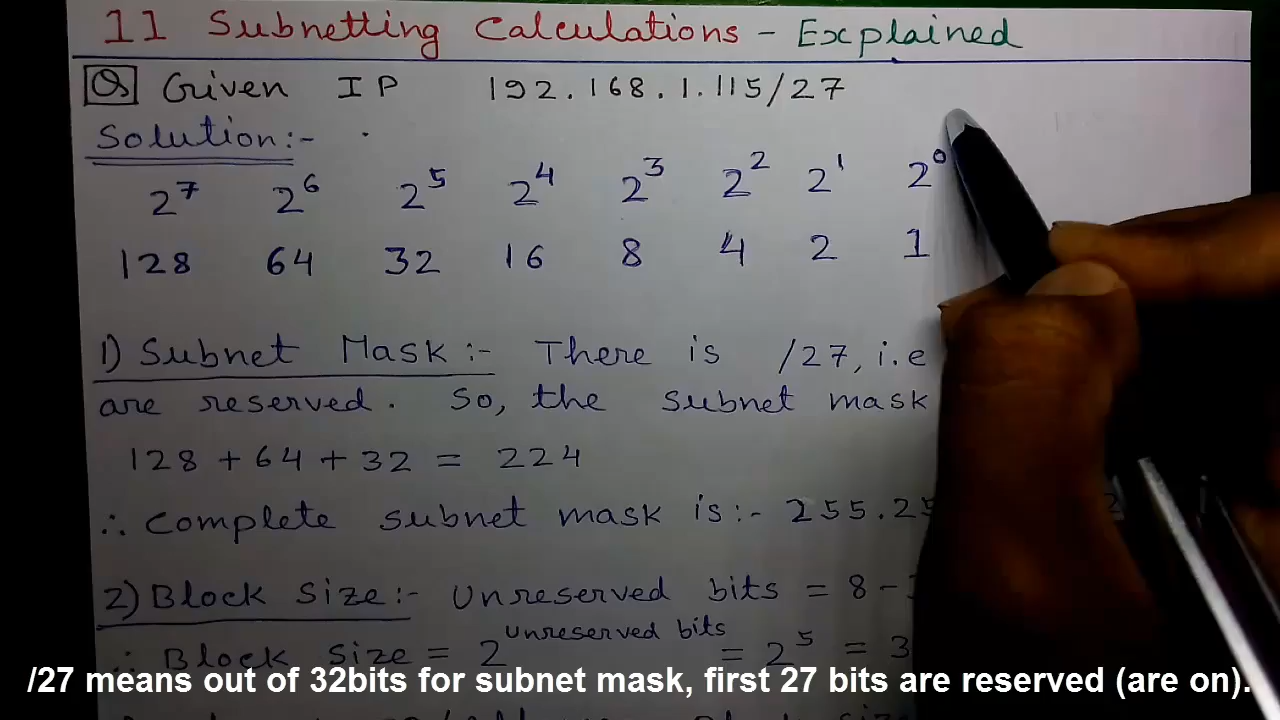 11 Subnetting Calculations - Explained
Q Given IP 192.168.1.115/27
Solution:-
2^7 2^6 2^5 2^4 2^3 2^2 2^1 2^0
128 64 32 16 8 4 2 1
1) Subnet Mask:- There is /27, i.e
are reserved. So, the subnet mask
128 + 64 + 32 = 224
∴ Complete subnet mask is:- 255.25
2) Block Size:- Unreserved bits = 8 -
∴ Block Size = 2^unreserved bits = 2^5 = 3
/27 means out of 32bits for subnet mask, first 27 bits are reserved (are on).